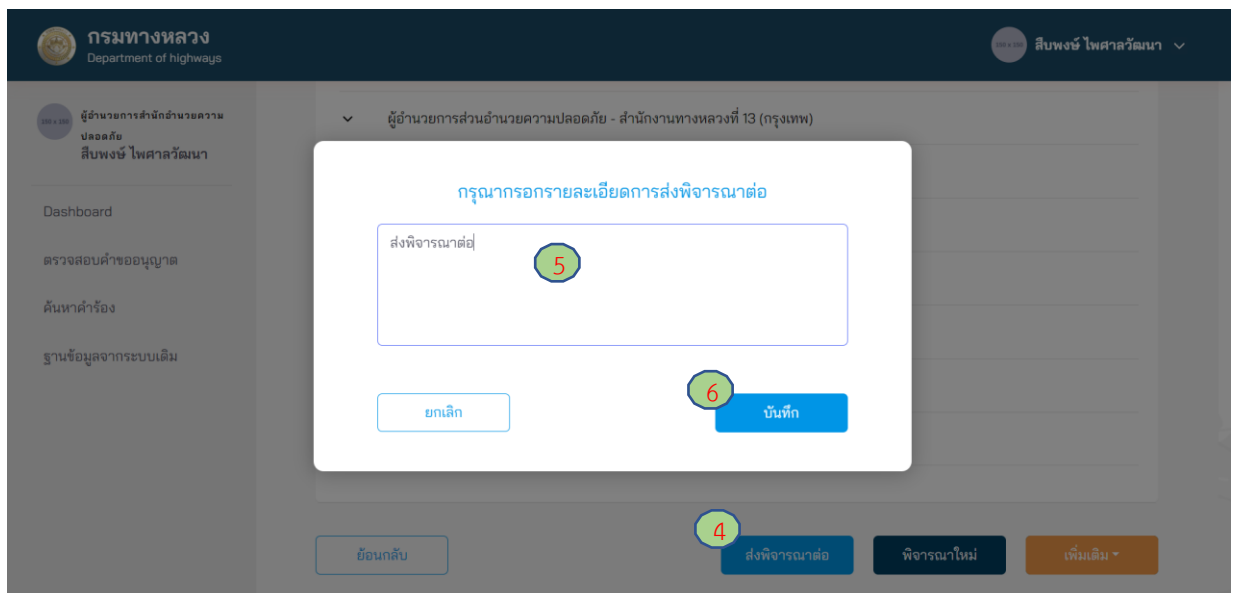 กรมทางหลวง
Department of highways
สืบพงษ์ ไพศาลวัฒนา
ผู้อำนวยการสำนักอำนวยความ
ปลอดภัย
สืบพงษ์ ไพศาลวัฒนา
Dashboard
ตรวจสอบคำขออนุญาต
ค้นหาคำร้อง
ฐานข้อมูลจากระบบเดิม
ผู้อำนวยการส่วนอำนวยความปลอดภัย - สำนักงานทางหลวงที่ 13 (กรุงเทพ)
กรุณากรอกรายละเอียดการส่งพิจารณาต่อ
ส่งพิจารณาต่อ
5
6
ยกเลิก
บันทึก
4
ย้อนกลับ
ส่งพิจารณาต่อ
พิจารณาใหม่
เพิ่มเติม